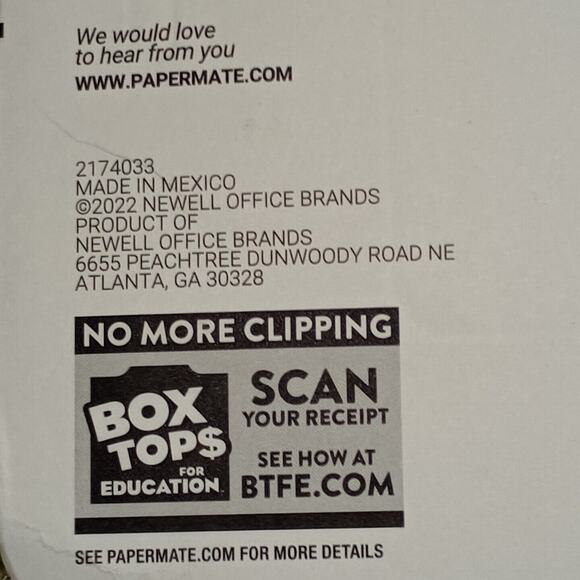 We would love
to hear from you
WWW.PAPERMATE.COM
2174033
MADE IN MEXICO
©2022 NEWELL OFFICE BRANDS
PRODUCT OF
NEWELL OFFICE BRANDS
6655 PEACHTREE DUNWOODY ROAD NE
ATLANTA, GA 30328
NO MORE CLIPPING
BOX
TOP$
FOR
EDUCATION
SCAN
YOUR RECEIPT
SEE HOW AT
BTFE.COM
SEE PAPERMATE.COM FOR MORE DETAILS